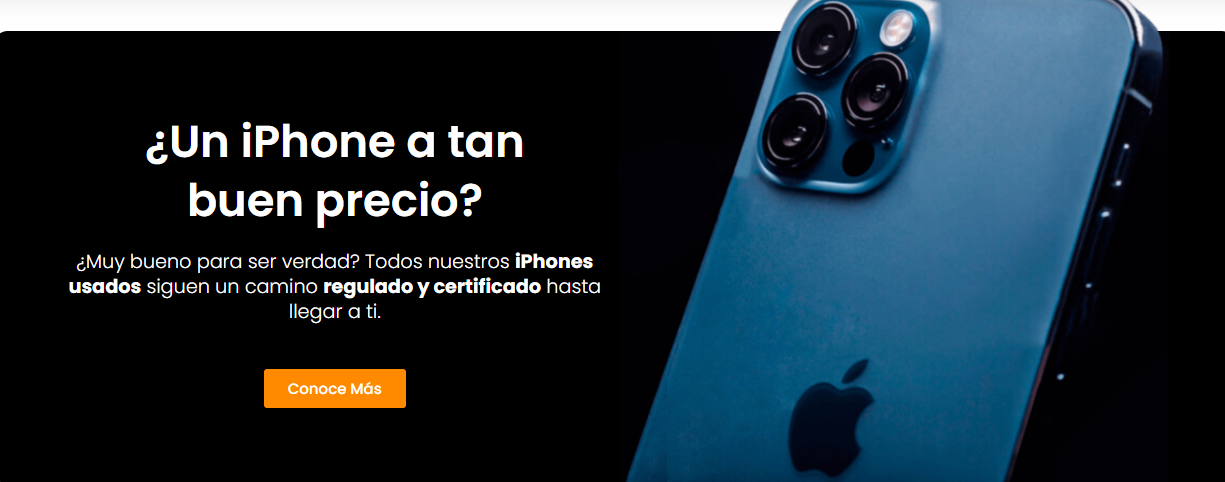 ¿Un iPhone a tan
buen precio?
¿Muy bueno para ser verdad? Todos nuestros iPhones
usados siguen un camino regulado y certificado hasta
llegar a ti.
Conoce Más